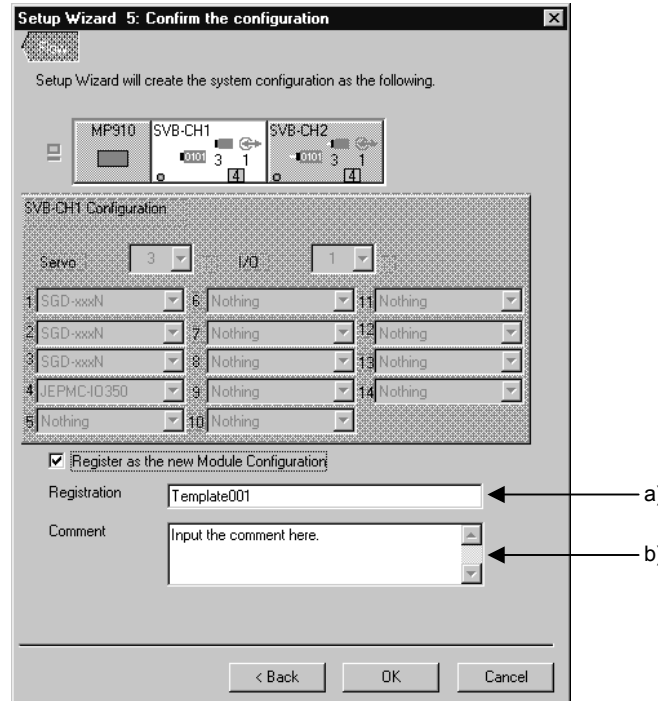 Setup Wizard 5: Confirm the configuration
Setup Wizard will create the system configuration as the following.
MP910 SVB-CH1 SVB-CH2
0101 3 1 0101 3 1
4 4
SVB-CH1 Configuration
Servo 3 I/O 1
1 SGD-xxxN 6 Nothing 11 Nothing
2 SGD-xxxN 7 Nothing 12 Nothing
3 SGD-xxxN 8 Nothing 13 Nothing
4 JEPMC-IO350 9 Nothing 14 Nothing
5 Nothing 10 Nothing
Register as the new Module Configuration
Registration Template001 a)
Comment Input the comment here. b)
< Back OK Cancel